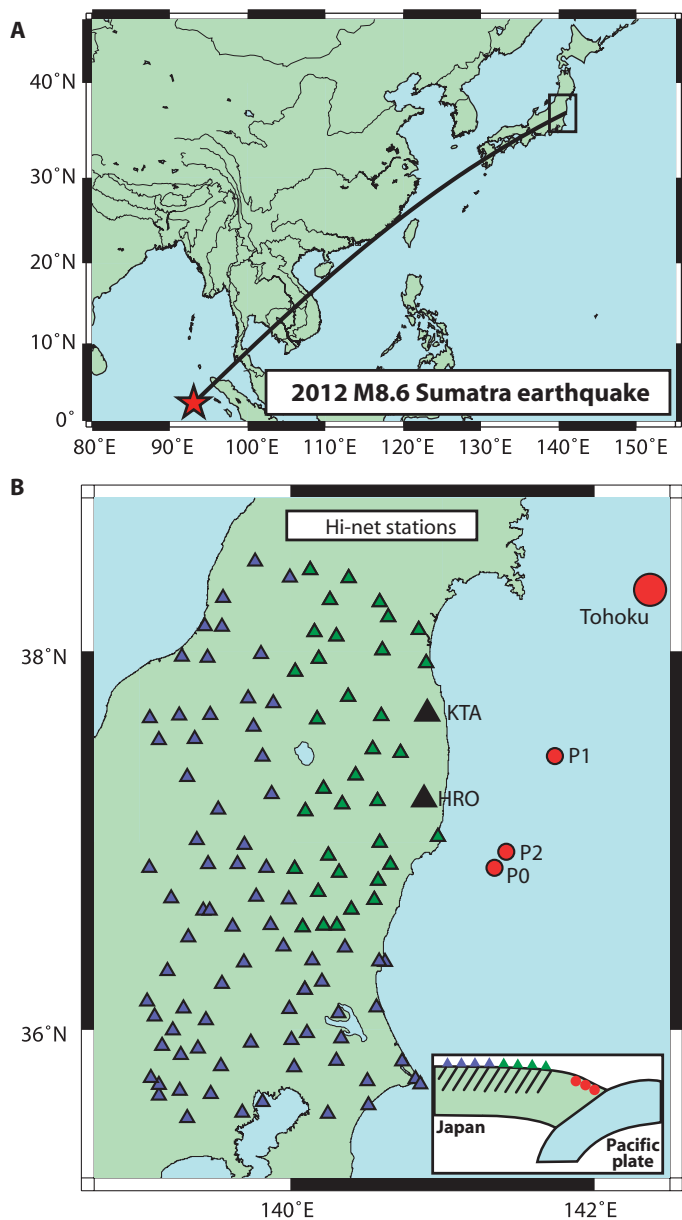 A
40°N
30°N
20°N
10°N
0°
2012 M8.6 Sumatra earthquake
80°E 90°E 100°E 110°E 120°E 130°E 140°E 150°E
B
Hi-net stations
Tohoku
38°N
KTA
P1
HRO
P2
P0
36°N
Japan
Pacific
plate
140°E 142°E